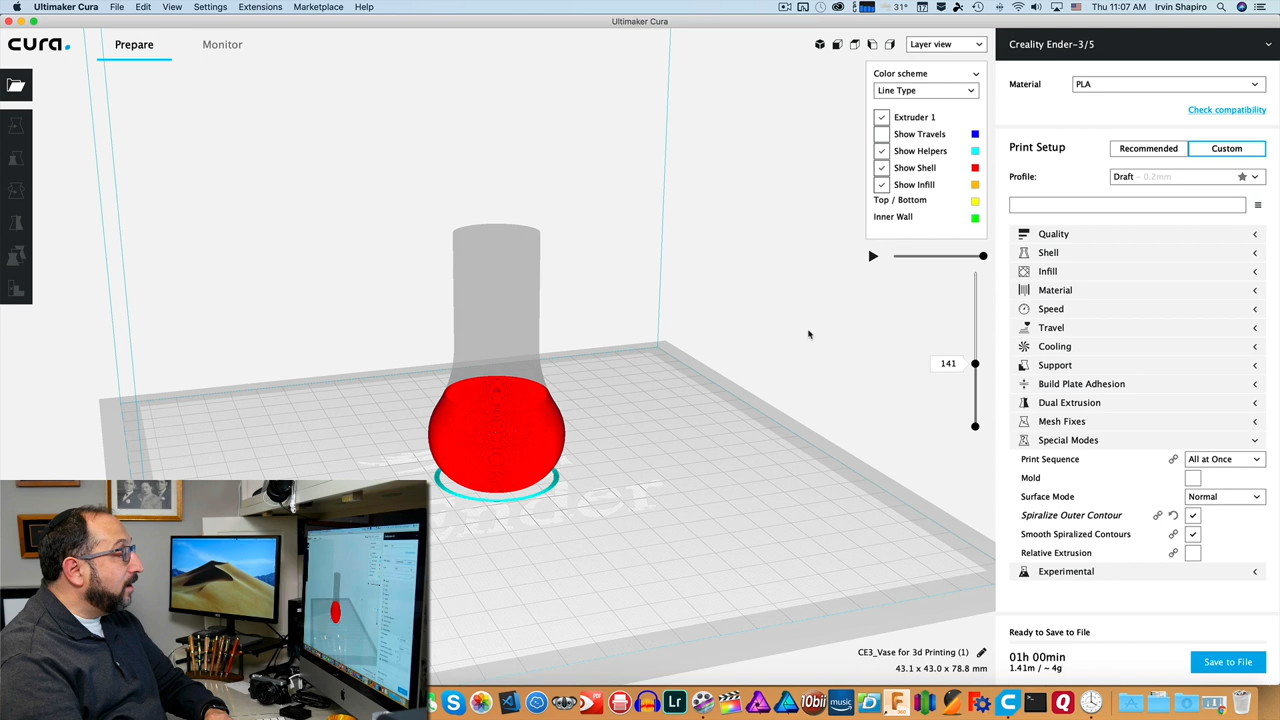 Ultimaker Cura File Edit View Settings Extensions Marketplace Help
31° Thu 11:07 AM Irvin Shapiro
Ultimaker Cura
cura.
Prepare Monitor
Layer view
Creality Ender-3/5
Color scheme
Line Type
Extruder 1
Show Travels
Show Helpers
Show Shell
Show Infill
Top / Bottom
Inner Wall
Material PLA
Check compatibility
Print Setup Recommended Custom
Profile: Draft - 0.2mm
Quality
Shell
Infill
Material
Speed
Travel
Cooling
Support
Build Plate Adhesion
Dual Extrusion
Mesh Fixes
Special Modes
Print Sequence All at Once
Mold
Surface Mode Normal
Spiralize Outer Contour
Smooth Spiralized Contours
Relative Extrusion
Experimental
141
CE3_Vase for 3d Printing (1)
43.1 x 43.0 x 78.8 mm
Ready to Save to File
01h 00min
1.41m / ~ 4g
Save to File
Lr
10bii
music